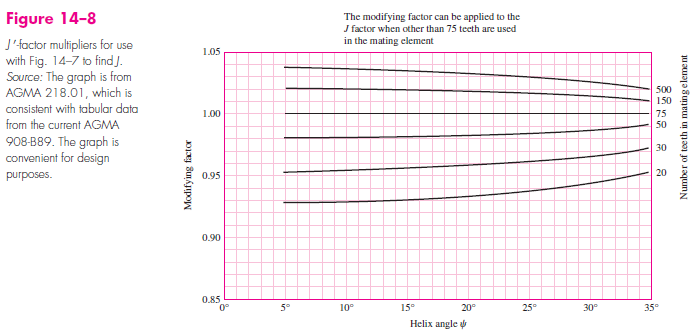 Figure 14–8
J′-factor multipliers for use
with Fig. 14–7 to find J.
Source: The graph is from
AGMA 218.01, which is
consistent with tabular data
from the current AGMA
908-B89. The graph is
convenient for design
purposes.
The modifying factor can be applied to the
J factor when other than 75 teeth are used
in the mating element
Modifying factor
1.05
1.00
0.95
0.90
0.85
500
150
75
50
30
20
Number of teeth in mating element
0° 5° 10° 15° 20° 25° 30° 35°
Helix angle ψ